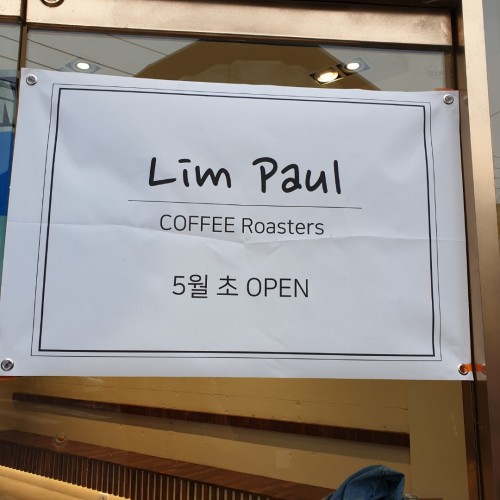 Lim Paul
COFFEE Roasters
5월 초 OPEN